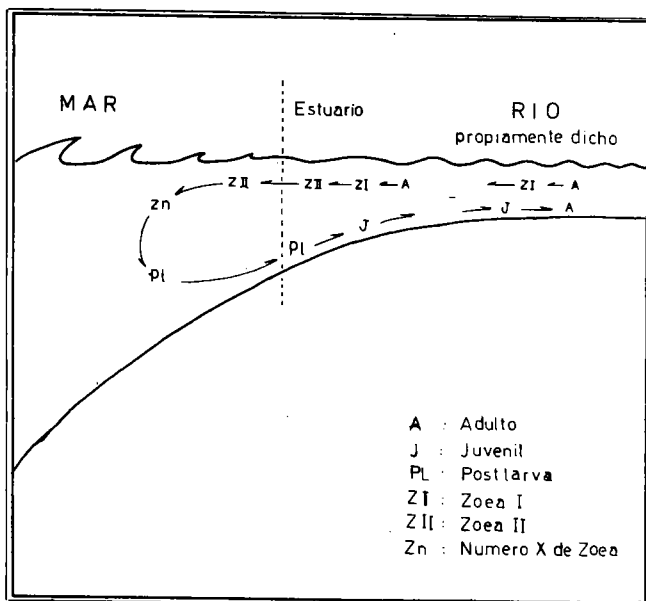 MAR
Estuario
RIO
propiamente dicho
ZII ZII ZI A ZI A
Zn
J J A
Pl
Pl
A : Adulto
J : Juvenil
PL : Postlarva
ZI : Zoea I
ZII : Zoea II
Zn : Numero X de Zoea